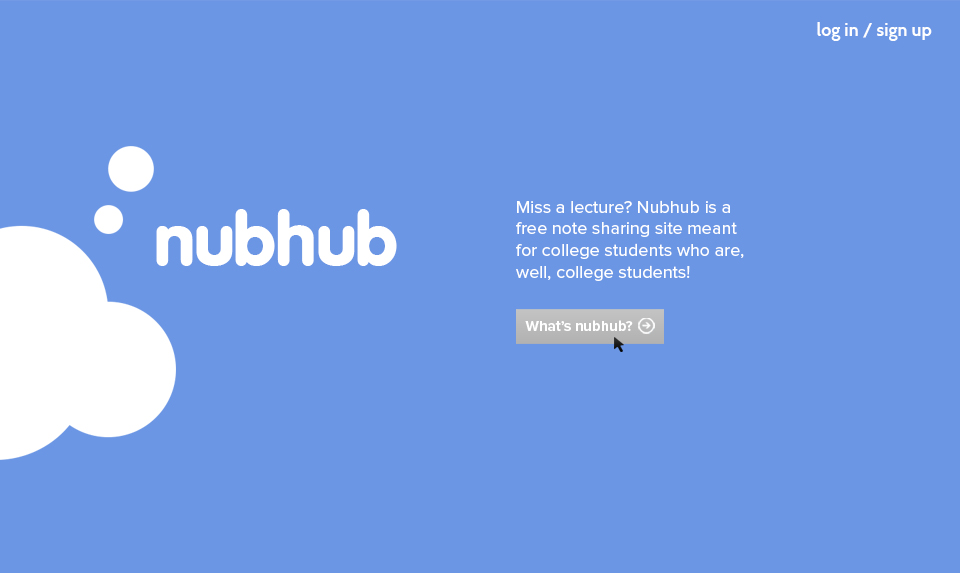 log in / sign up
nubhub
Miss a lecture? Nubhub is a
free note sharing site meant
for college students who are,
well, college students!
What's nubhub?